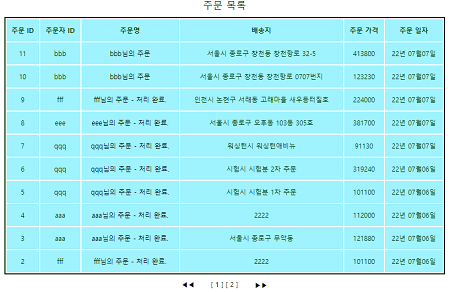 주문 목록
주문 ID 주문자 ID 주문명 배송지 주문 가격 주문 일자
11 bbb bbb님의 주문 서울시 종로구 창천동 창천향로 32-5 413800 22년 07월07일
10 bbb bbb님의 주문 서울시 종로구 창천동 창천향로 0707번지 123230 22년 07월07일
9 fff fff님의 주문 - 처리 완료. 인천시 논현구 서래동 고래마을 새우등터질호 224000 22년 07월07일
8 eee eee님의 주문 - 처리 완료. 서울시 종로구 오류동 103동 305호 381700 22년 07월07일
7 qqq qqq님의 주문 - 처리 완료. 워싱턴시 워싱턴애비뉴 91130 22년 07월07일
6 qqq qqq님의 주문 - 처리 완료. 시험시 시험분 2차 주문 319240 22년 07월06일
5 qqq qqq님의 주문 - 처리 완료. 시험시 시험분 1차 주문 101100 22년 07월06일
4 aaa aaa님의 주문 - 처리 완료. 2222 112000 22년 07월06일
3 aaa aaa님의 주문 - 처리 완료. 서울시 종로구 무악동 121880 22년 07월06일
2 fff fff님의 주문 - 처리 완료. 2222 101100 22년 07월06일
◀◀ [ 1 ] [ 2 ] ▶▶